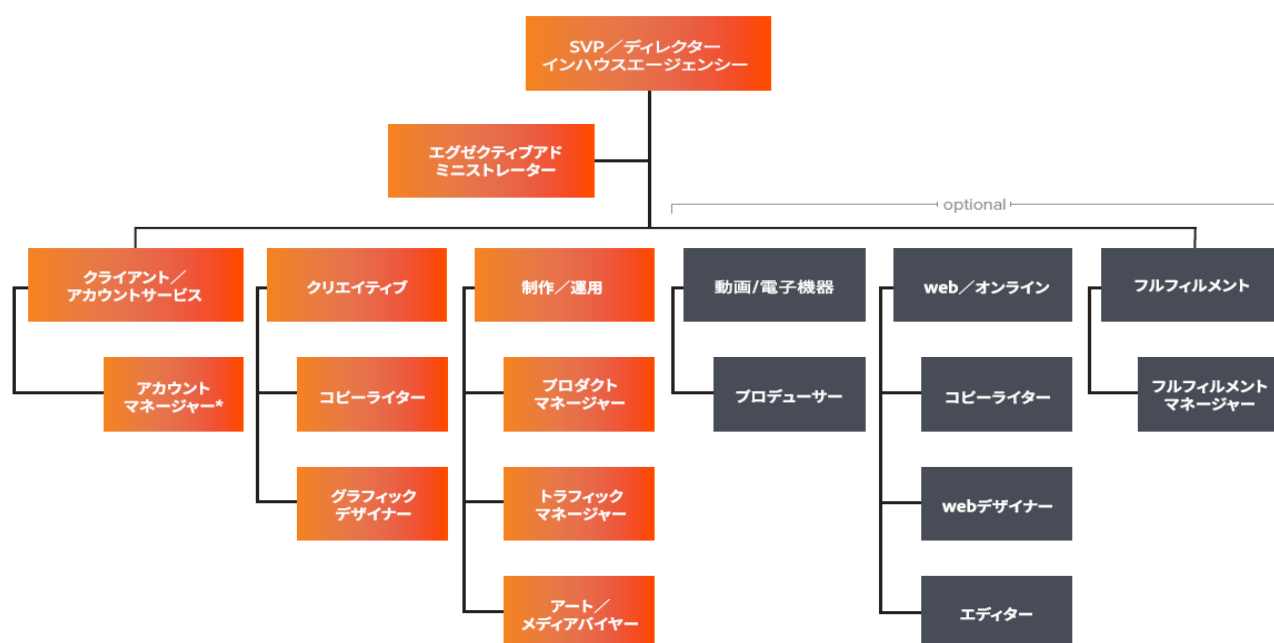 SVP／ディレクター
インハウスエージェンシー
エグゼクティブアド
ミニストレーター
optional
クライアント／
アカウントサービス
クリエイティブ
制作／運用
動画/電子機器
web／オンライン
フルフィルメント
アカウント
マネージャー*
コピーライター
プロダクト
マネージャー
プロデューサー
コピーライター
フルフィルメント
マネージャー
グラフィック
デザイナー
トラフィック
マネージャー
webデザイナー
アート／
メディアバイヤー
エディター